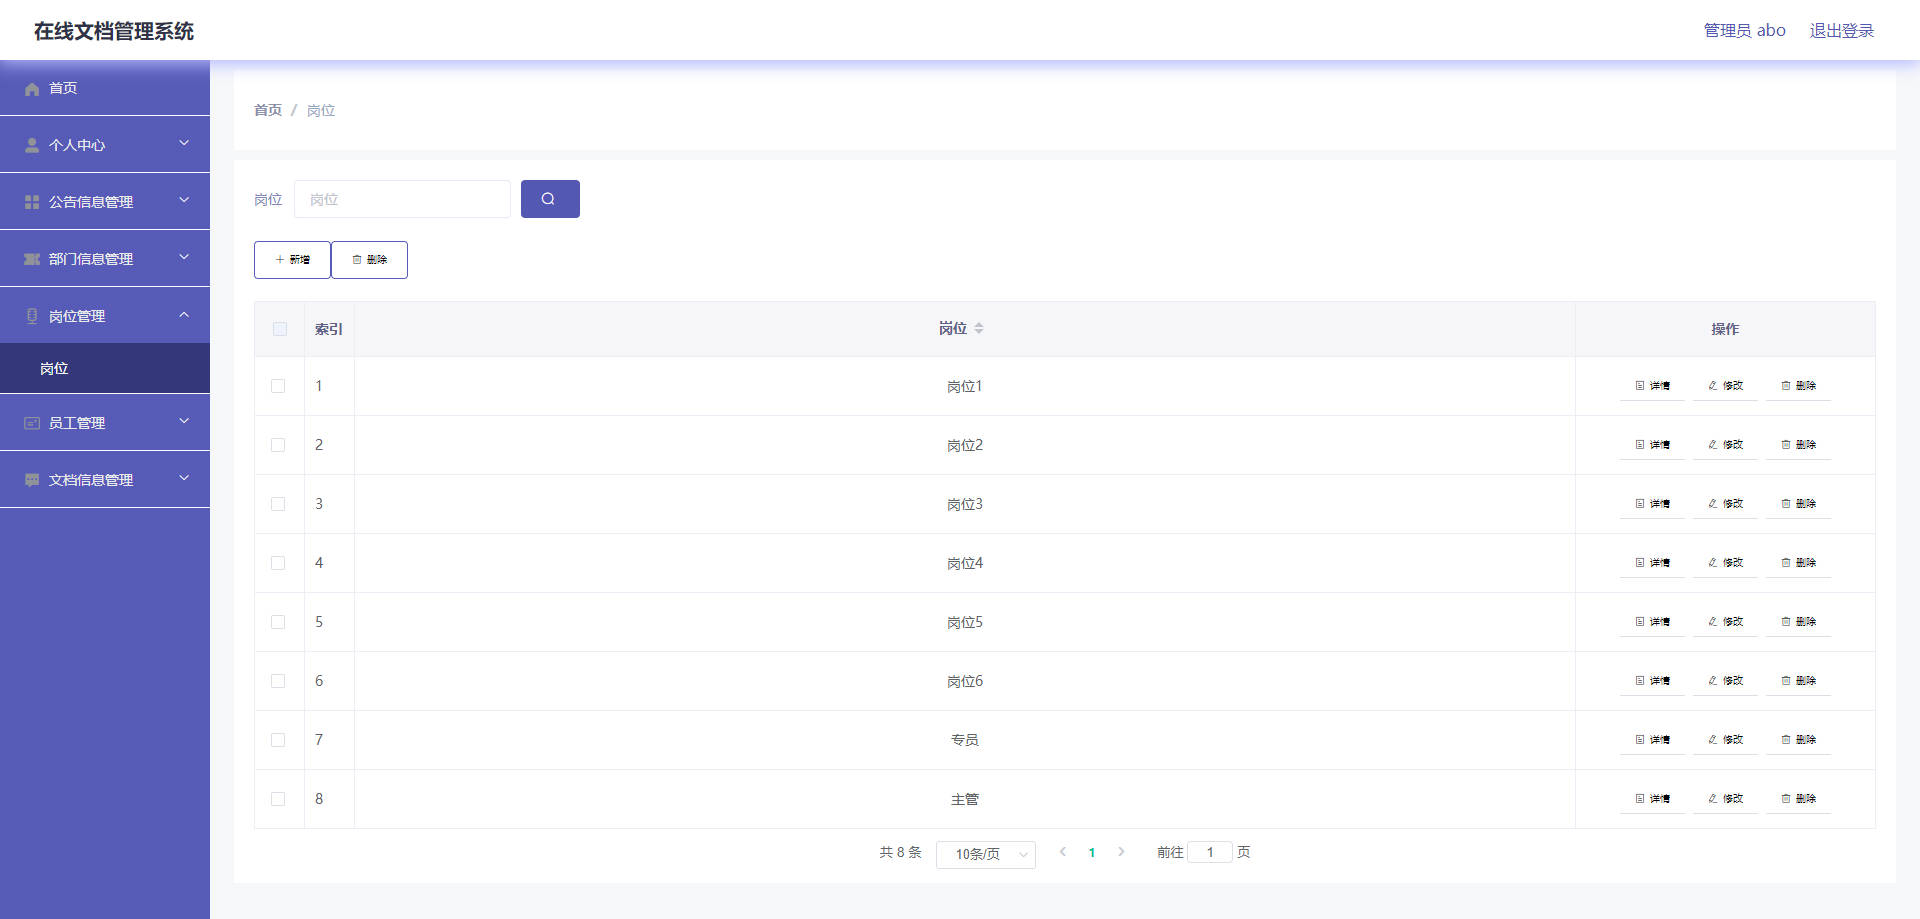 在线文档管理系统
管理员 abo 退出登录
首页
个人中心
公告信息管理
部门信息管理
岗位管理
岗位
员工管理
文档信息管理
首页 / 岗位
岗位 岗位
新增 删除
索引 岗位 操作
1 岗位1 详情 修改 删除
2 岗位2 详情 修改 删除
3 岗位3 详情 修改 删除
4 岗位4 详情 修改 删除
5 岗位5 详情 修改 删除
6 岗位6 详情 修改 删除
7 专员 详情 修改 删除
8 主管 详情 修改 删除
共 8 条 10条/页 1 前往 1 页